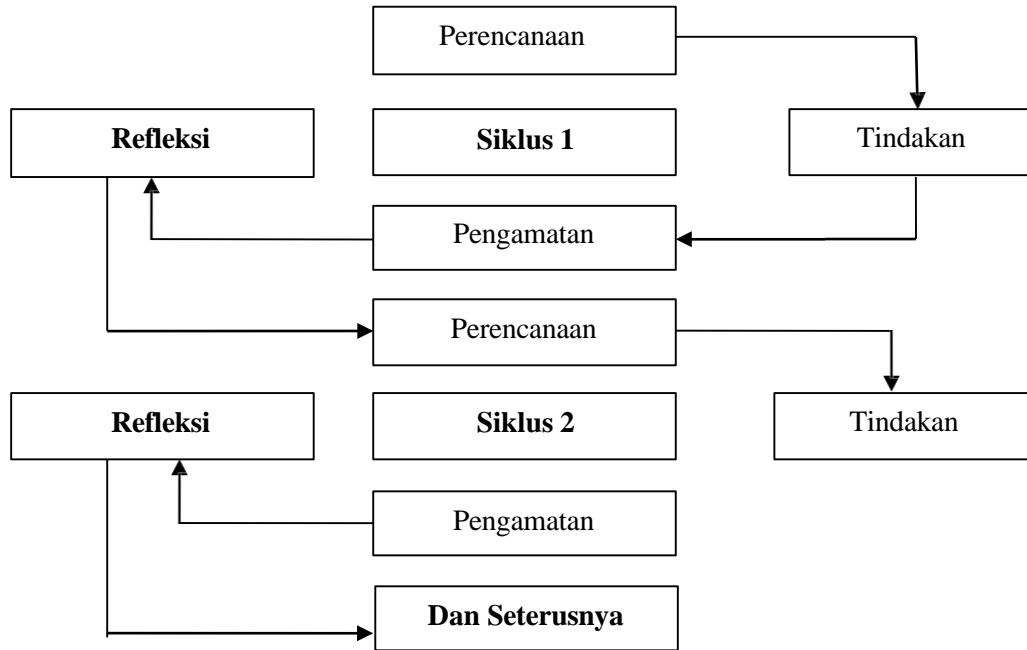 Perencanaan
Refleksi
Siklus 1
Tindakan
Pengamatan
Perencanaan
Refleksi
Siklus 2
Tindakan
Pengamatan
Dan Seterusnya